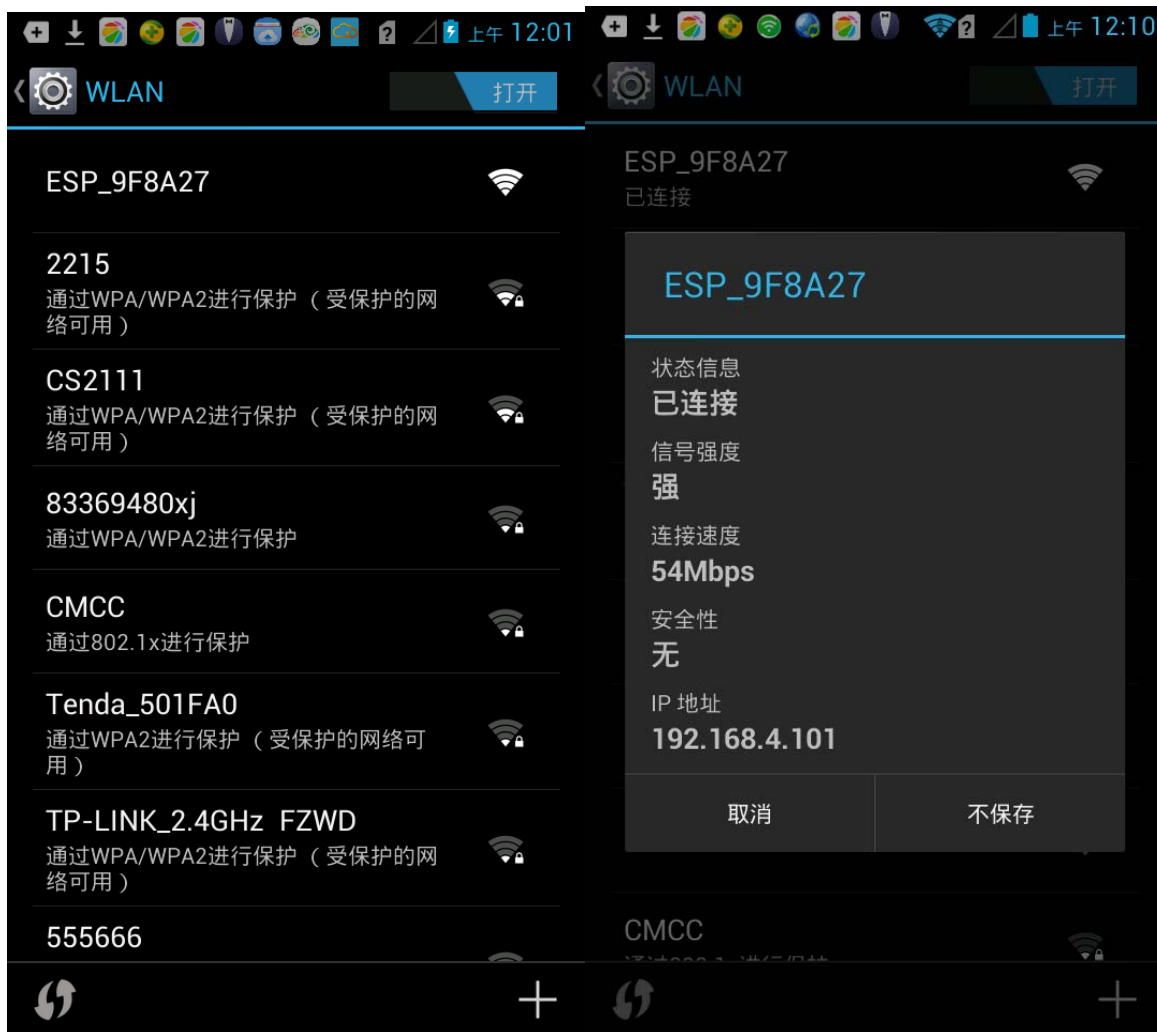 上午 12:01
WLAN
打开
ESP_9F8A27
2215
通过WPA/WPA2进行保护 （受保护的网
络可用）
CS2111
通过WPA/WPA2进行保护 （受保护的网
络可用）
83369480xj
通过WPA/WPA2进行保护
CMCC
通过802.1x进行保护
Tenda_501FA0
通过WPA2进行保护 （受保护的网络可
用）
TP-LINK_2.4GHz FZWD
通过WPA/WPA2进行保护 （受保护的网
络可用）
555666
上午 12:10
WLAN
打开
ESP_9F8A27
已连接
ESP_9F8A27
状态信息
已连接
信号强度
强
连接速度
54Mbps
安全性
无
IP 地址
192.168.4.101
取消
不保存
CMCC